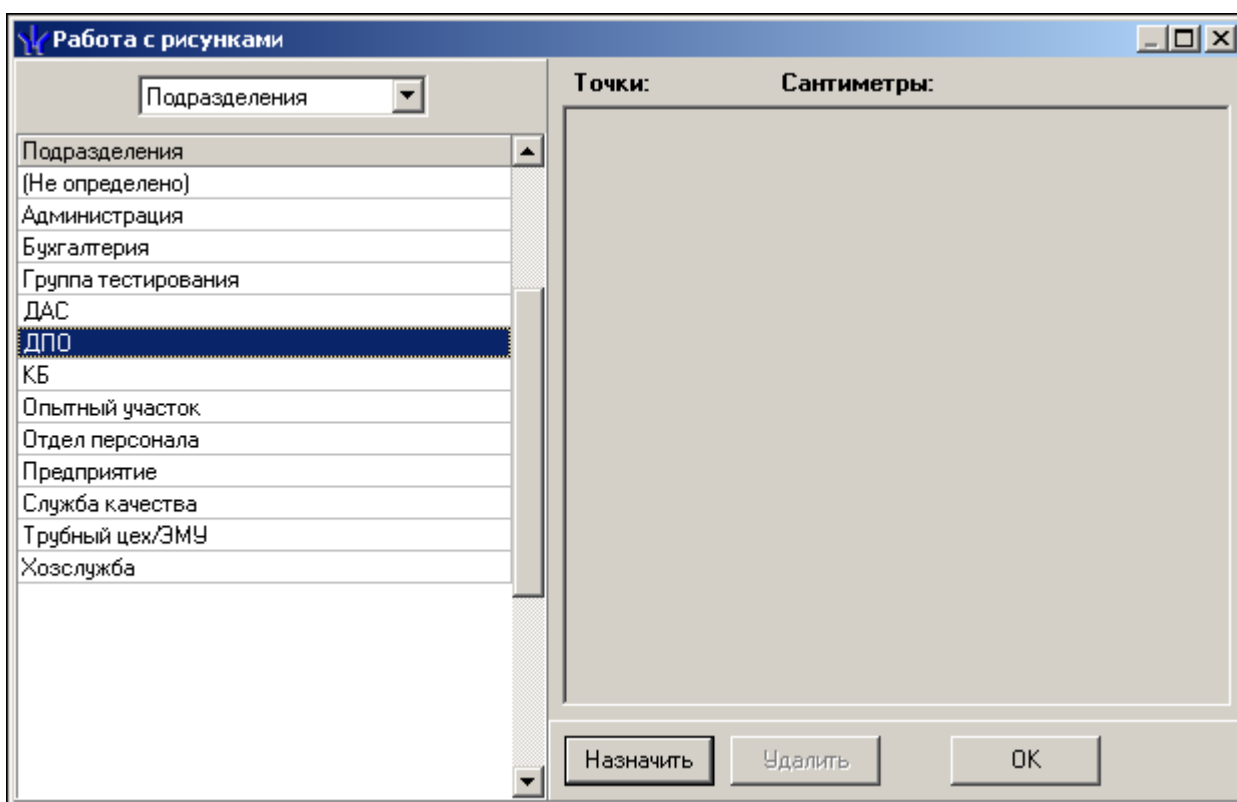 Работа с рисунками
Подразделения
Точки: Сантиметры:
Подразделения
(Не определено)
Администрация
Бухгалтерия
Группа тестирования
ДАС
ДПО
КБ
Опытный участок
Отдел персонала
Предприятие
Служба качества
Трубный цех/ЭМУ
Хозслужба
Назначить Удалить OK